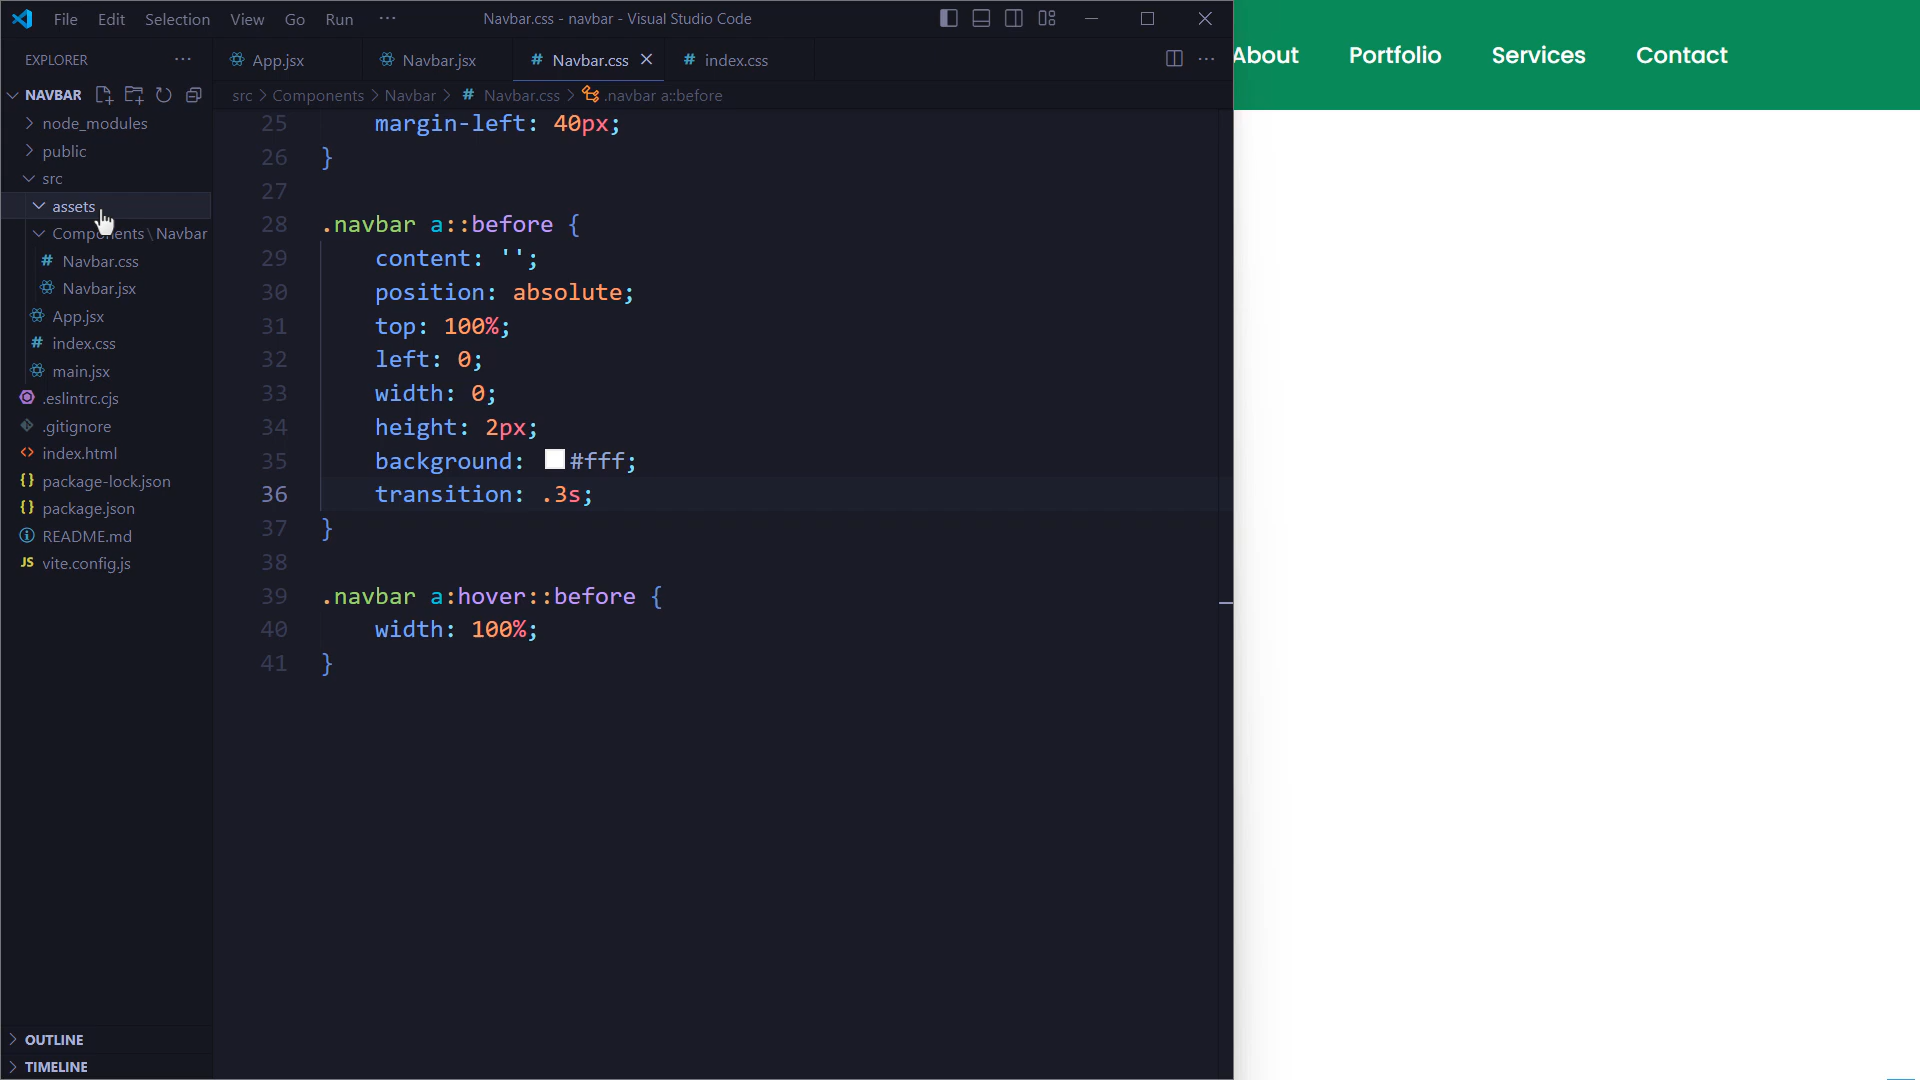 File Edit Selection View Go Run ··· Navbar.css - navbar - Visual Studio Code
About Portfolio Services Contact
EXPLORER ···
App.jsx Navbar.jsx # Navbar.css # index.css ···
NAVBAR
src > Components > Navbar > # Navbar.css > .navbar a::before
node_modules
public
src
assets
Components \ Navbar
# Navbar.css
Navbar.jsx
App.jsx
# index.css
main.jsx
.eslintrc.cjs
.gitignore
<> index.html
{} package-lock.json
{} package.json
README.md
JS vite.config.js
25 margin-left: 40px;
26 }
27
28 .navbar a::before {
29 content: '';
30 position: absolute;
31 top: 100%;
32 left: 0;
33 width: 0;
34 height: 2px;
35 background: #fff;
36 transition: .3s;
37 }
38
39 .navbar a:hover::before {
40 width: 100%;
41 }
OUTLINE
TIMELINE